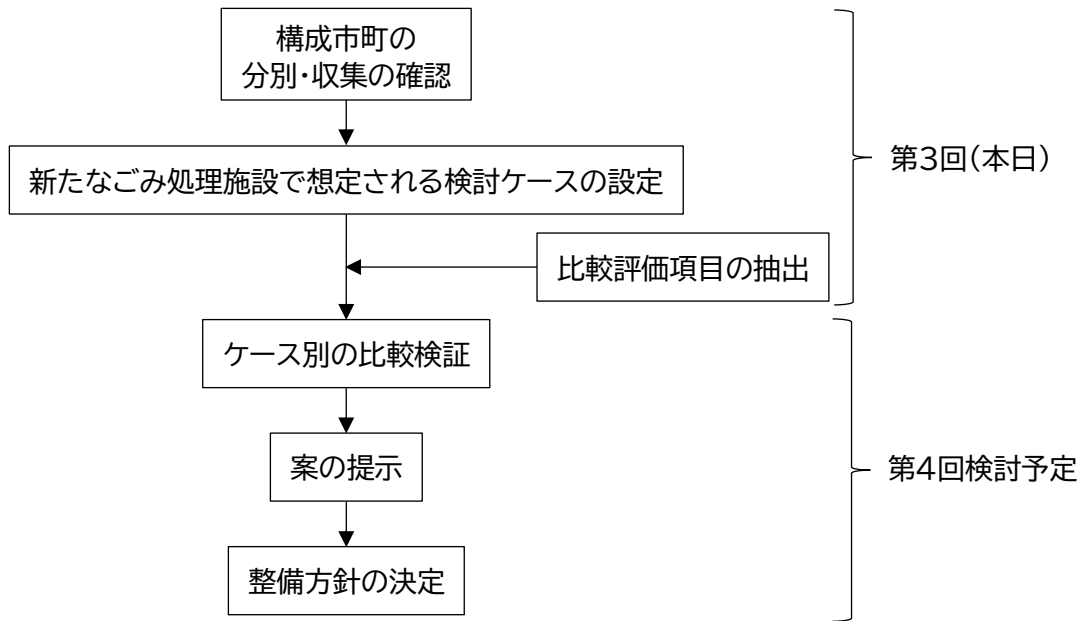 構成市町の
分別・収集の確認
新たなごみ処理施設で想定される検討ケースの設定
第3回(本日)
比較評価項目の抽出
ケース別の比較検証
案の提示
第4回検討予定
整備方針の決定